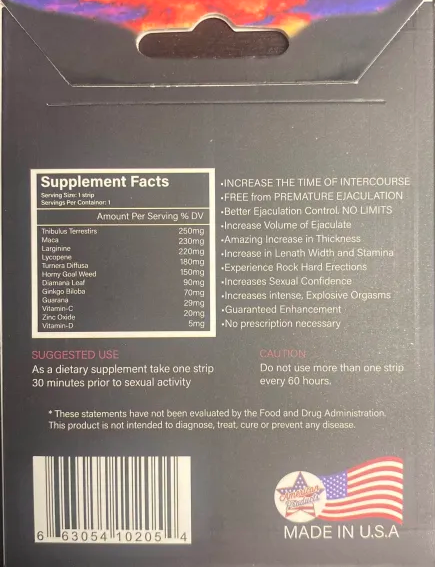 Supplement Facts
Serving Size: 1 strip
Servings Per Container: 1
Amount Per Serving % DV
Tribulus Terrestris 250mg
Maca 230mg
Larginine 220mg
Lycopene 180mg
Turnera Diffusa 150mg
Horny Goat Weed 90mg
Diamana Leaf 70mg
Ginkgo Biloba 29mg
Guarana 20mg
Vitamin-C 5mg
Zinc Oxide
Vitamin-D
•INCREASE THE TIME OF INTERCOURSE
•FREE from PREMATURE EJACULATION
•Better Ejaculation Control. NO LIMITS
•Increase Volume of Ejaculate
•Amazing Increase in Thickness
•Increase in Lenath Width and Stamina
•Experience Rock Hard Erections
•Increases Sexual Confidence
•Increases intense, Explosive Orgasms
•Guaranteed Enhancement
•No prescription necessary
SUGGESTED USE
As a dietary supplement take one strip
30 minutes prior to sexual activity
CAUTION
Do not use more than one strip
every 60 hours.
* These statements have not been evaluated by the Food and Drug Administration.
This product is not intended to diagnose, treat, cure or prevent any disease.
6 63054 10205 4
American
Product
MADE IN U.S.A